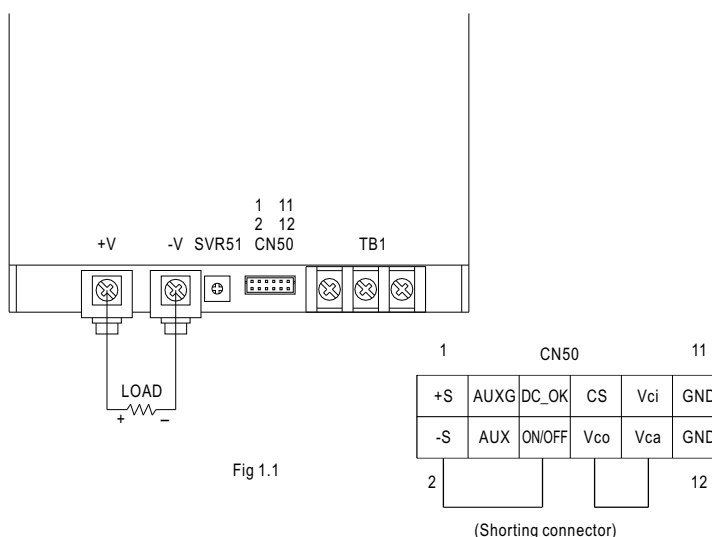 1 11
2 12
+V -V SVR51 CN50 TB1
LOAD
+ –
Fig 1.1
1 CN50 11
+S AUXG DC_OK CS Vci GND
-S AUX ON/OFF Vco Vca GND
2 12
(Shorting connector)